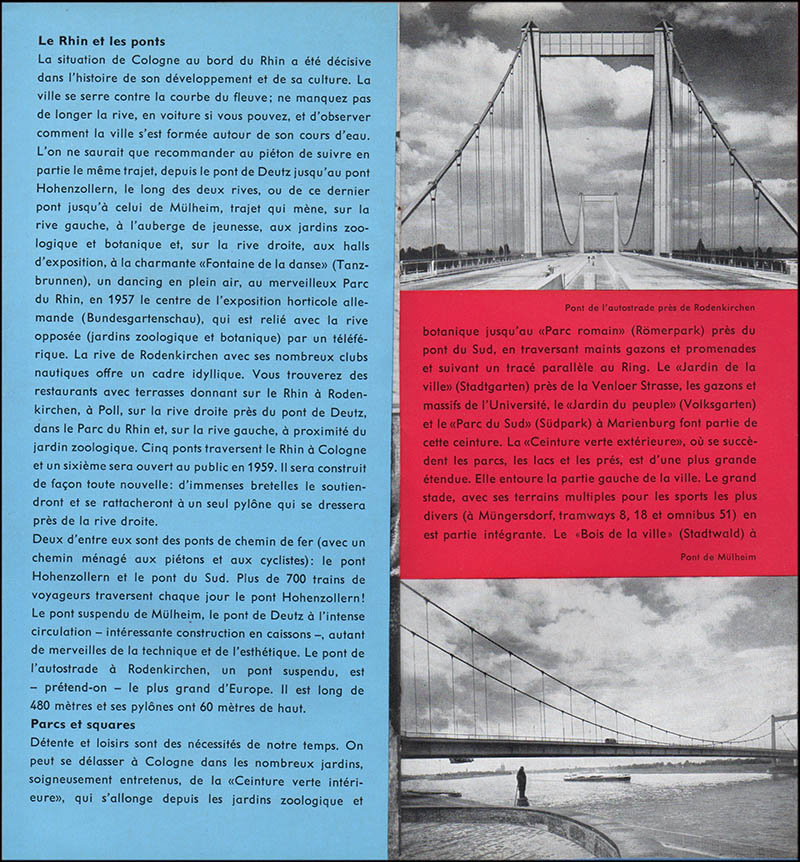 Le Rhin et les ponts
La situation de Cologne au bord du Rhin a été décisive
dans l'histoire de son développement et de sa culture. La
ville se serre contre la courbe du fleuve; ne manquez pas
de longer la rive, en voiture si vous pouvez, et d'observer
comment la ville s'est formée autour de son cours d'eau.
L'on ne saurait que recommander au piéton de suivre en
partie le même trajet, depuis le pont de Deutz jusqu'au pont
Hohenzollern, le long des deux rives, ou de ce dernier
pont jusqu'à celui de Mülheim, trajet qui mène, sur la
rive gauche, à l'auberge de jeunesse, aux jardins zoo-
logique et botanique et, sur la rive droite, aux halls
d'exposition, à la charmante «Fontaine de la danse» (Tanz-
brunnen), un dancing en plein air, au merveilleux Parc
du Rhin, en 1957 le centre de l'exposition horticole alle-
mande (Bundesgartenschau), qui est relié avec la rive
opposée (jardins zoologique et botanique) par un téléfé-
rique. La rive de Rodenkirchen avec ses nombreux clubs
nautiques offre un cadre idyllique. Vous trouverez des
restaurants avec terrasses donnant sur le Rhin à Roden-
kirchen, à Poll, sur la rive droite près du pont de Deutz,
dans le Parc du Rhin et, sur la rive gauche, à proximité du
jardin zoologique. Cinq ponts traversent le Rhin à Cologne
et un sixième sera ouvert au public en 1959. Il sera construit
de façon toute nouvelle: d'immenses bretelles le soutien-
dront et se rattacheront à un seul pylône qui se dressera
près de la rive droite.
Deux d'entre eux sont des ponts de chemin de fer (avec un
chemin ménagé aux piétons et aux cyclistes): le pont
Hohenzollern et le pont du Sud. Plus de 700 trains de
voyageurs traversent chaque jour le pont Hohenzollern!
Le pont suspendu de Mülheim, le pont de Deutz à l'intense
circulation – intéressante construction en caissons –, autant
de merveilles de la technique et de l'esthétique. Le pont de
l'autostrade à Rodenkirchen, un pont suspendu, est
– prétend-on – le plus grand d'Europe. Il est long de
480 mètres et ses pylônes ont 60 mètres de haut.
Parcs et squares
Détente et loisirs sont des nécessités de notre temps. On
peut se délasser à Cologne dans les nombreux jardins,
soigneusement entretenus, de la «Ceinture verte intéri-
eure», qui s'allonge depuis les jardins zoologique et
Pont de l'autostrade près de Rodenkirchen
botanique jusqu'au «Parc romain» (Römerpark) près du
pont du Sud, en traversant maints gazons et promenades
et suivant un tracé parallèle au Ring. Le «Jardin de la
ville» (Stadtgarten) près de la Venloer Strasse, les gazons et
massifs de l'Université, le «Jardin du peuple» (Volksgarten)
et le «Parc du Sud» (Südpark) à Marienburg font partie de
cette ceinture. La «Ceinture verte extérieure», où se succè-
dent les parcs, les lacs et les prés, est d'une plus grande
étendue. Elle entoure la partie gauche de la ville. Le grand
stade, avec ses terrains multiples pour les sports les plus
divers (à Müngersdorf, tramways 8, 18 et omnibus 51) en
est partie intégrante. Le «Bois de la ville» (Stadtwald) à
Pont de Mülheim